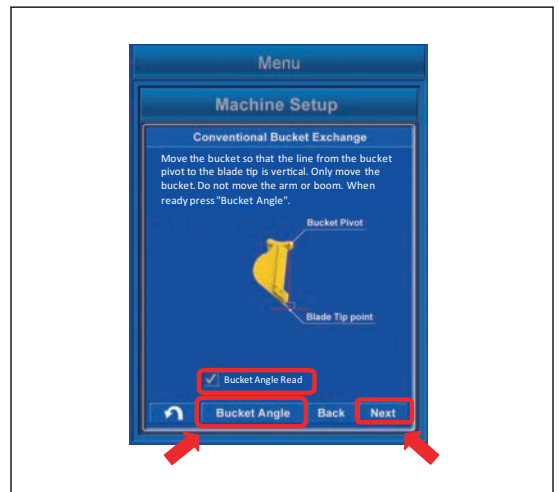 Menu
Machine Setup
Conventional Bucket Exchange
Move the bucket so that the line from the bucket
pivot to the blade tip is vertical. Only move the
bucket. Do not move the arm or boom. When
ready press "Bucket Angle".
Bucket Pivot
Blade Tip point
Bucket Angle Read
Bucket Angle Back Next